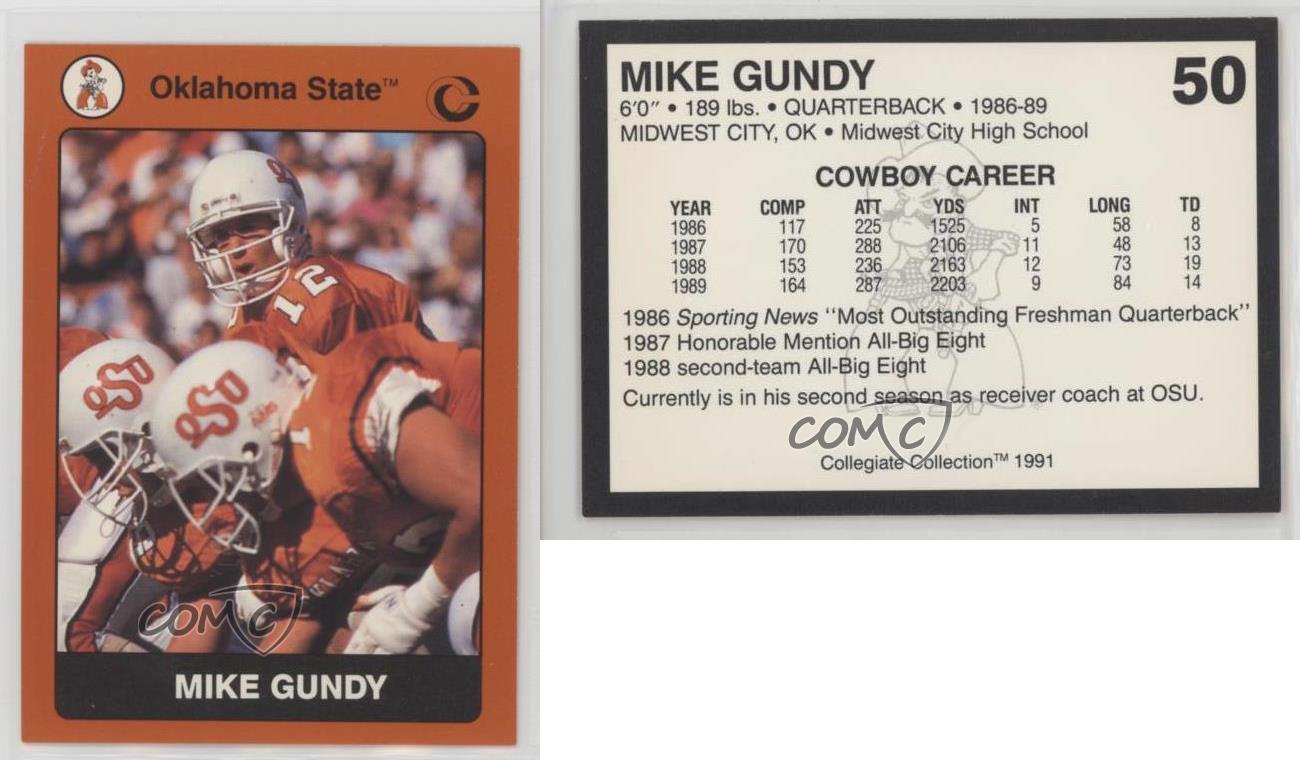 Oklahoma State™
12
MIKE GUNDY
COMC
MIKE GUNDY
50
6'0" • 189 lbs. • QUARTERBACK • 1986-89
MIDWEST CITY, OK • Midwest City High School
COWBOY CAREER
YEAR COMP ATT YDS INT LONG TD
1986 117 225 1525 5 58 8
1987 170 288 2106 11 48 13
1988 153 236 2163 12 73 19
1989 164 287 2203 9 84 14
1986 Sporting News "Most Outstanding Freshman Quarterback"
1987 Honorable Mention All-Big Eight
1988 second-team All-Big Eight
Currently is in his second season as receiver coach at OSU.
COMC
Collegiate Collection™ 1991